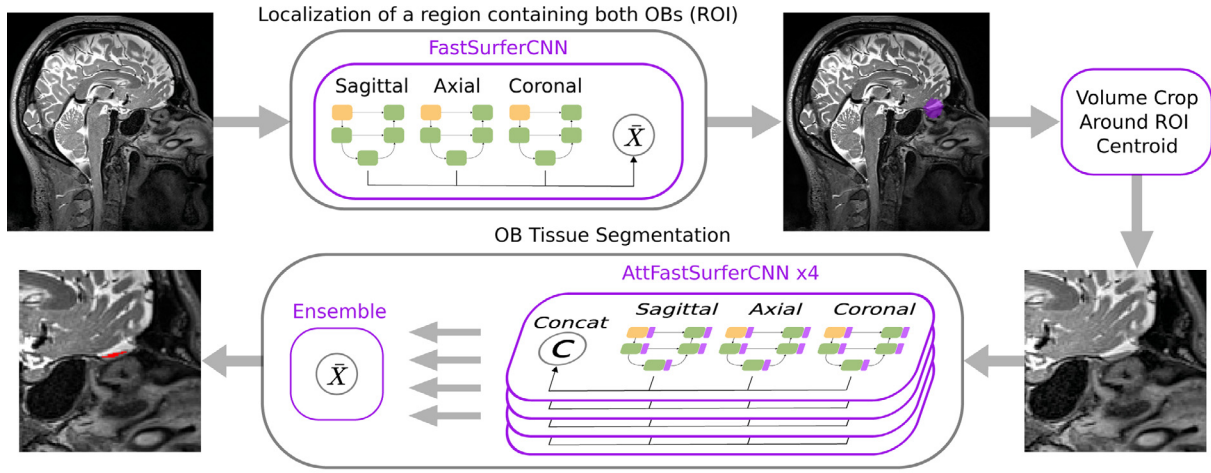 Localization of a region containing both OBs (ROI)
FastSurferCNN
Sagittal Axial Coronal
X̄
Volume Crop
Around ROI
Centroid
OB Tissue Segmentation
AttFastSurferCNN x4
Sagittal Axial Coronal
Concat
C
Ensemble
X̄